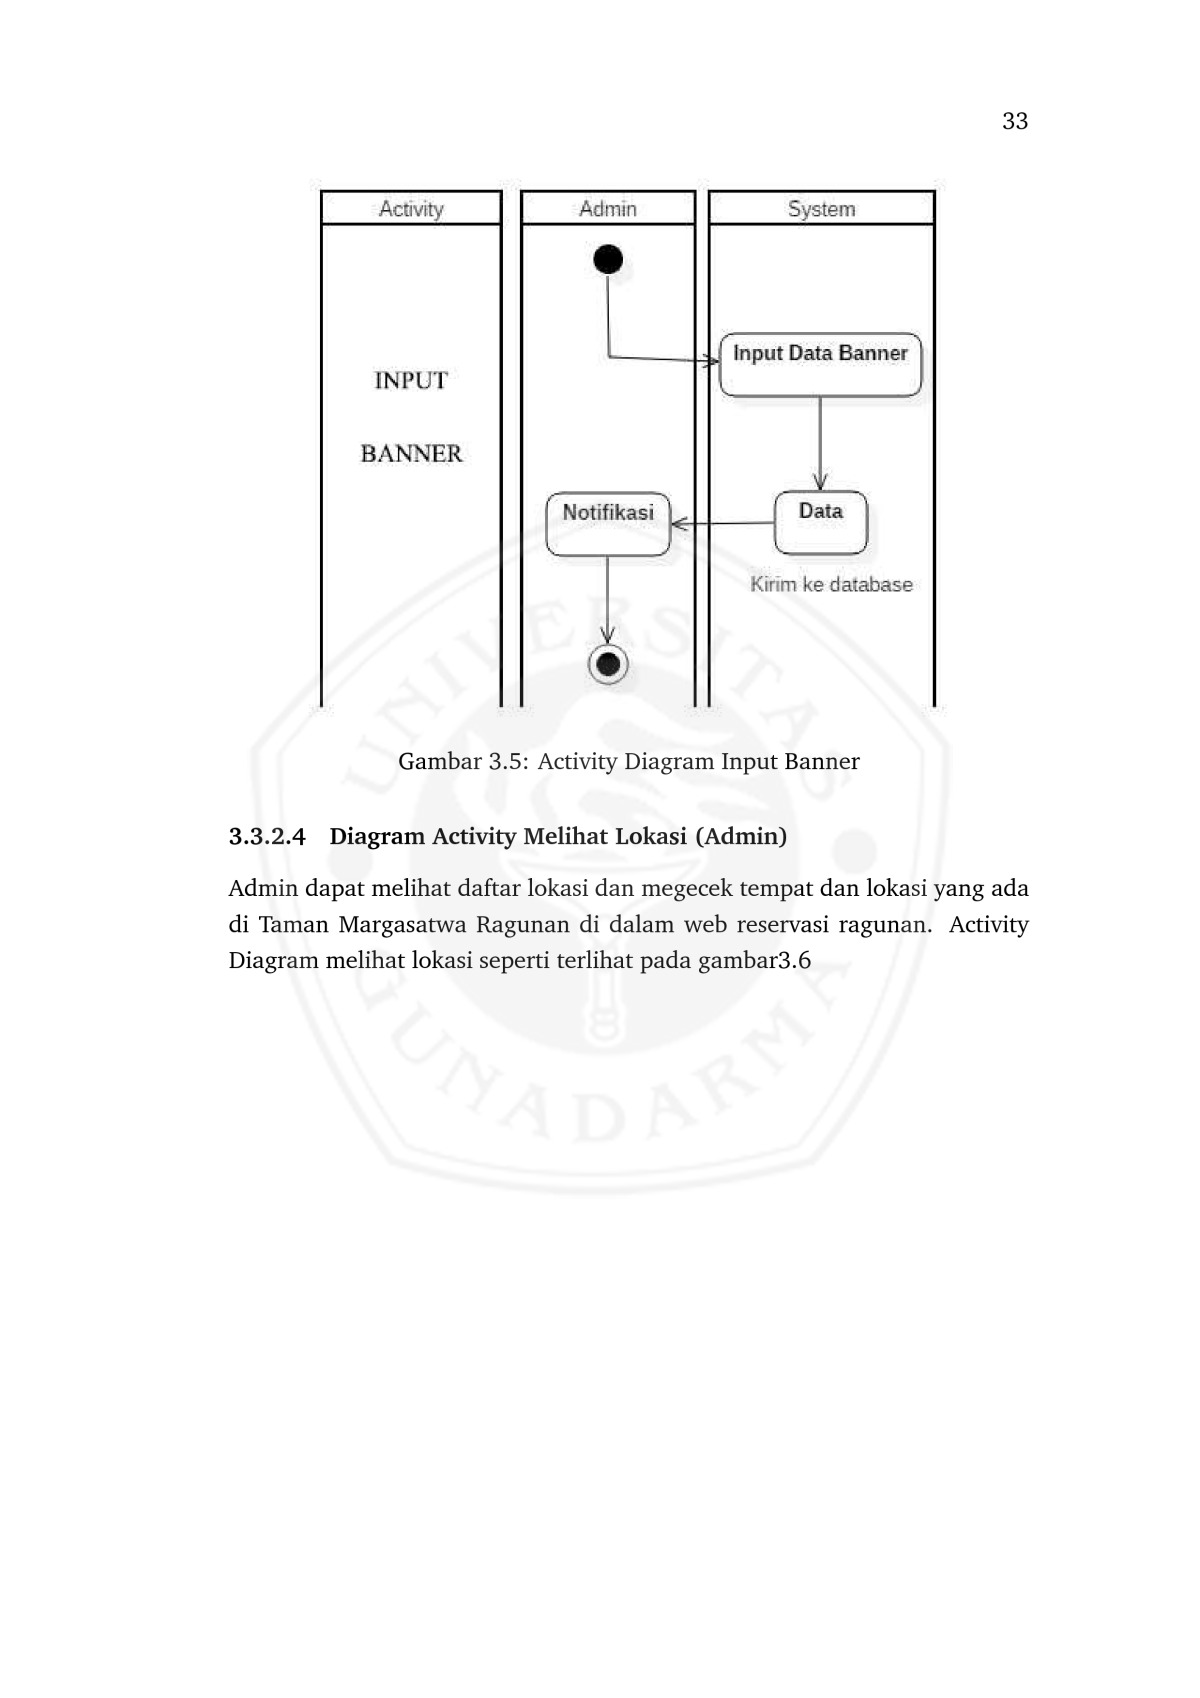 33
Activity
Admin
System
Input Data Banner
INPUT
BANNER
Notifikasi
Data
Kirim ke database
UNIVERSITAS
GUNADARMA
Gambar 3.5: Activity Diagram Input Banner
3.3.2.4 Diagram Activity Melihat Lokasi (Admin)
Admin dapat melihat daftar lokasi dan megecek tempat dan lokasi yang ada
di Taman Margasatwa Ragunan di dalam web reservasi ragunan. Activity
Diagram melihat lokasi seperti terlihat pada gambar3.6